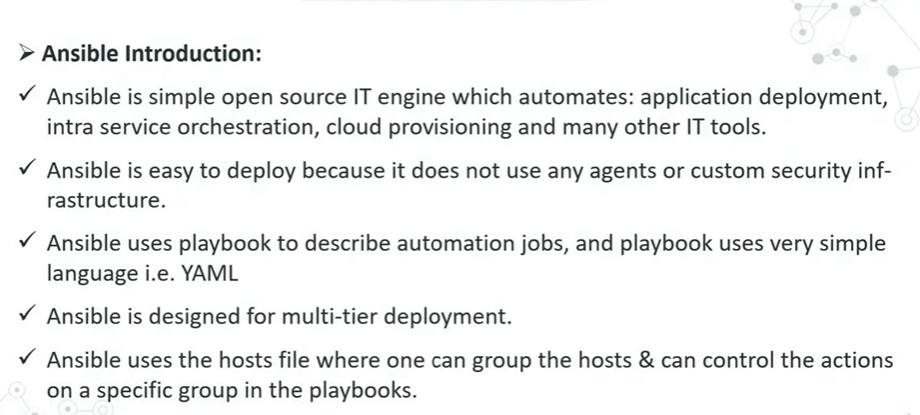 ➢ Ansible Introduction:
✓ Ansible is simple open source IT engine which automates: application deployment,
intra service orchestration, cloud provisioning and many other IT tools.
✓ Ansible is easy to deploy because it does not use any agents or custom security inf-
rastructure.
✓ Ansible uses playbook to describe automation jobs, and playbook uses very simple
language i.e. YAML
✓ Ansible is designed for multi-tier deployment.
✓ Ansible uses the hosts file where one can group the hosts & can control the actions
on a specific group in the playbooks.